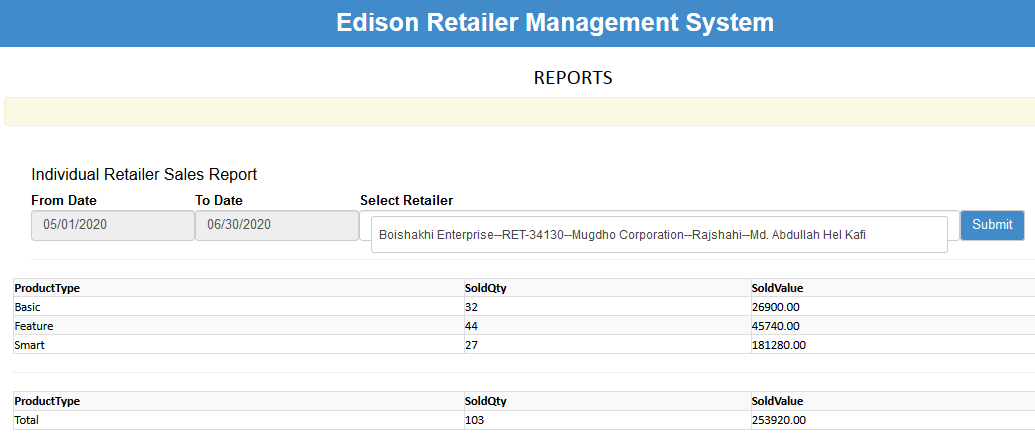 Edison Retailer Management System
REPORTS
Individual Retailer Sales Report
From Date To Date Select Retailer
05/01/2020 06/30/2020 Boishakhi Enterprise--RET-34130--Mugdho Corporation--Rajshahi--Md. Abdullah Hel Kafi Submit
ProductType SoldQty SoldValue
Basic 32 26900.00
Feature 44 45740.00
Smart 27 181280.00
ProductType SoldQty SoldValue
Total 103 253920.00